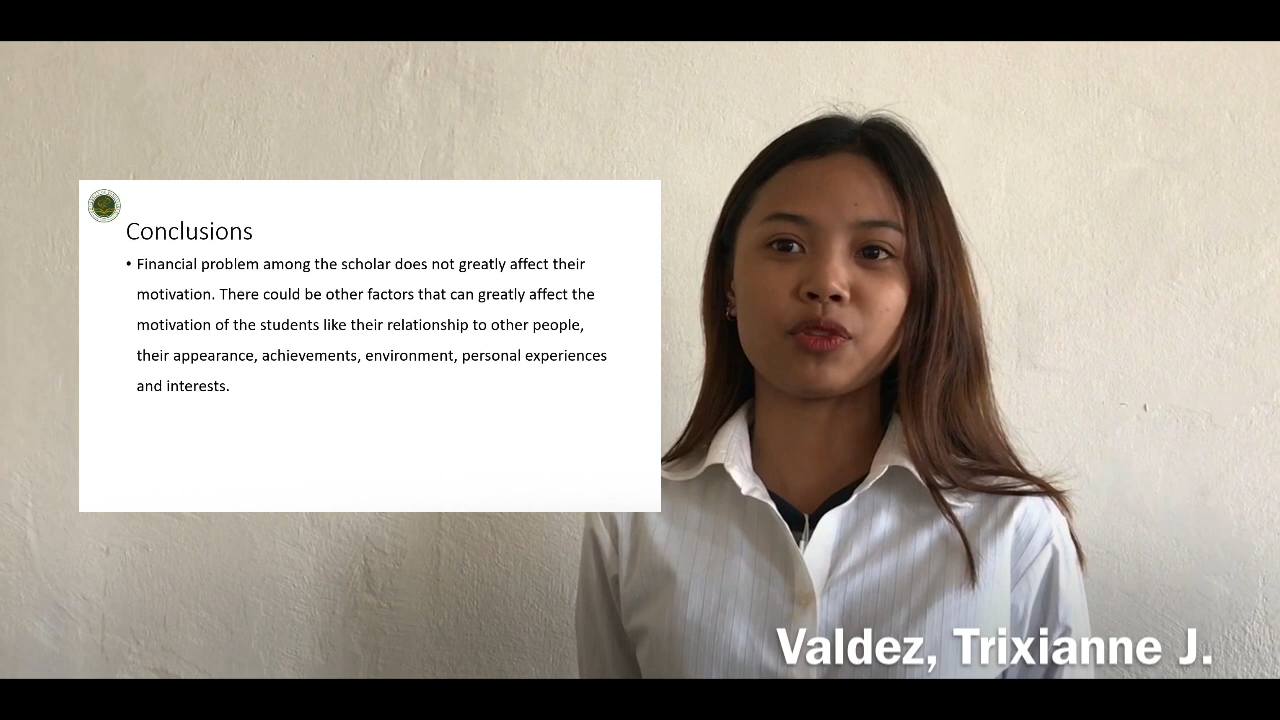 Conclusions
• Financial problem among the scholar does not greatly affect their
motivation. There could be other factors that can greatly affect the
motivation of the students like their relationship to other people,
their appearance, achievements, environment, personal experiences
and interests.
Valdez, Trixianne J.